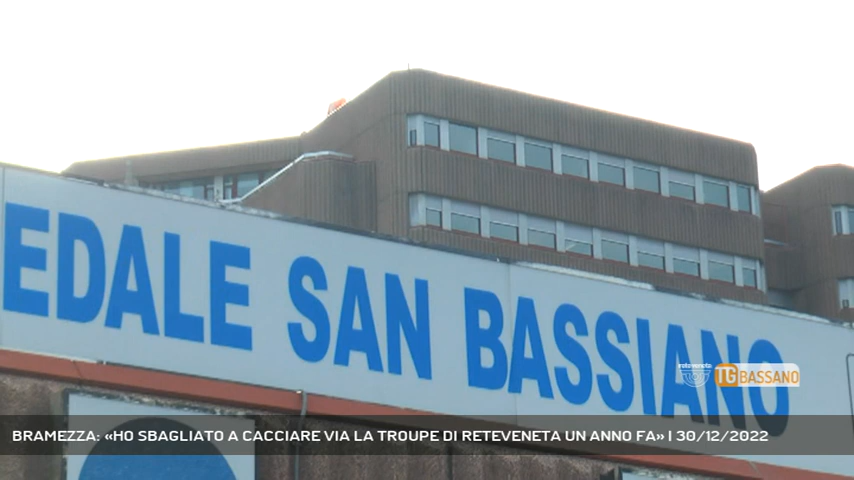 EDALE SAN BASSIANO
reteveneta
TG BASSANO
BRAMEZZA: «HO SBAGLIATO A CACCIARE VIA LA TROUPE DI RETEVENETA UN ANNO FA» | 30/12/2022